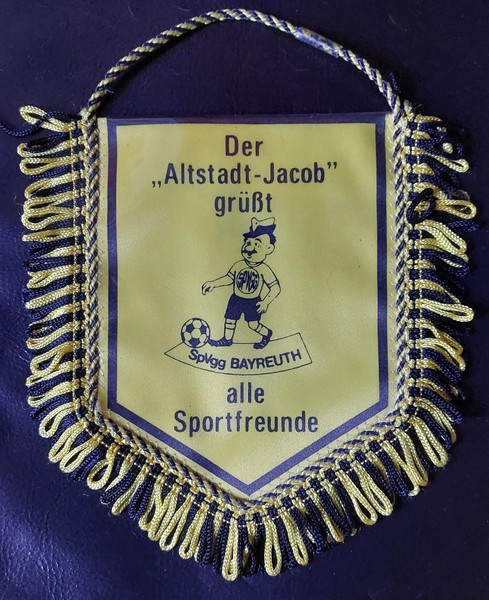 Der
„Altstadt-Jacob”
grüßt
SPVGG
SpVgg BAYREUTH
alle
Sportfreunde